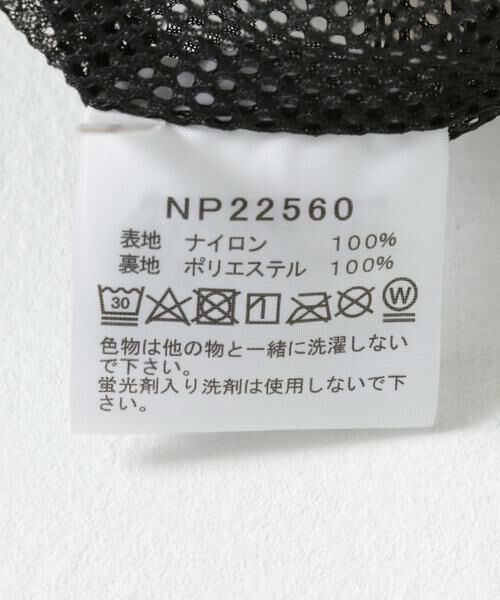 NP22560
表地 ナイロン 100%
裏地 ポリエステル 100%
30 W
色物は他の物と一緒に洗濯しない
で下さい。
蛍光剤入り洗剤は使用しないで下
さい。